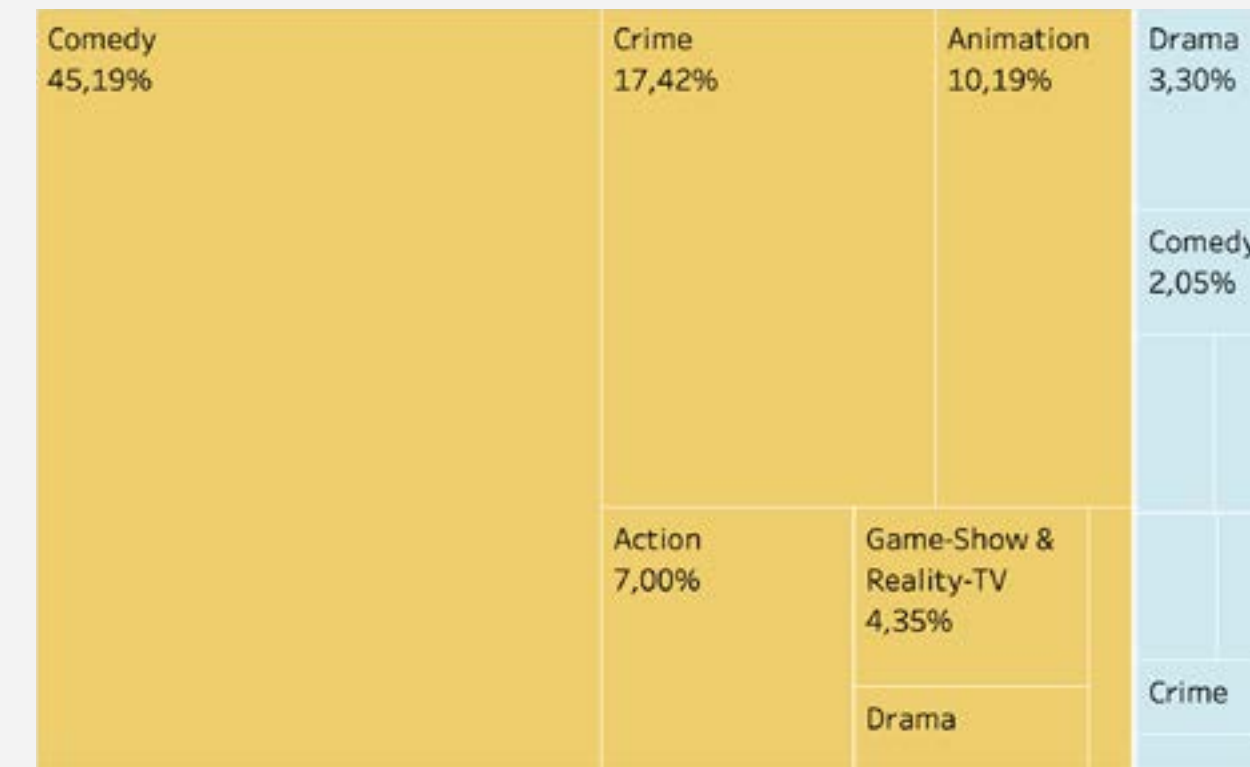 Comedy
45,19%
Crime
17,42%
Animation
10,19%
Action
7,00%
Game-Show &
Reality-TV
4,35%
Drama
Drama
3,30%
Comedy
2,05%
Crime